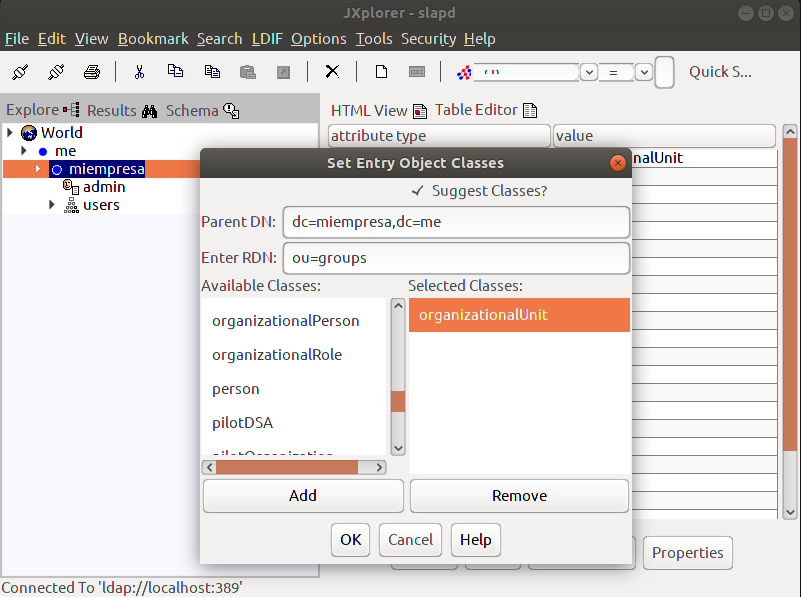 JXplorer - slapd
File Edit View Bookmark Search LDIF Options Tools Security Help
= Quick S...
Explore Results Schema HTML View Table Editor
World
me
miempresa
admin
users
attribute type value
nalUnit
Set Entry Object Classes
Suggest Classes?
Parent DN: dc=miempresa,dc=me
Enter RDN: ou=groups
Available Classes: Selected Classes:
organizationalPerson organizationalUnit
organizationalRole
person
pilotDSA
pilotOrganization
Add Remove
OK Cancel Help
Properties
Connected To 'ldap://localhost:389'